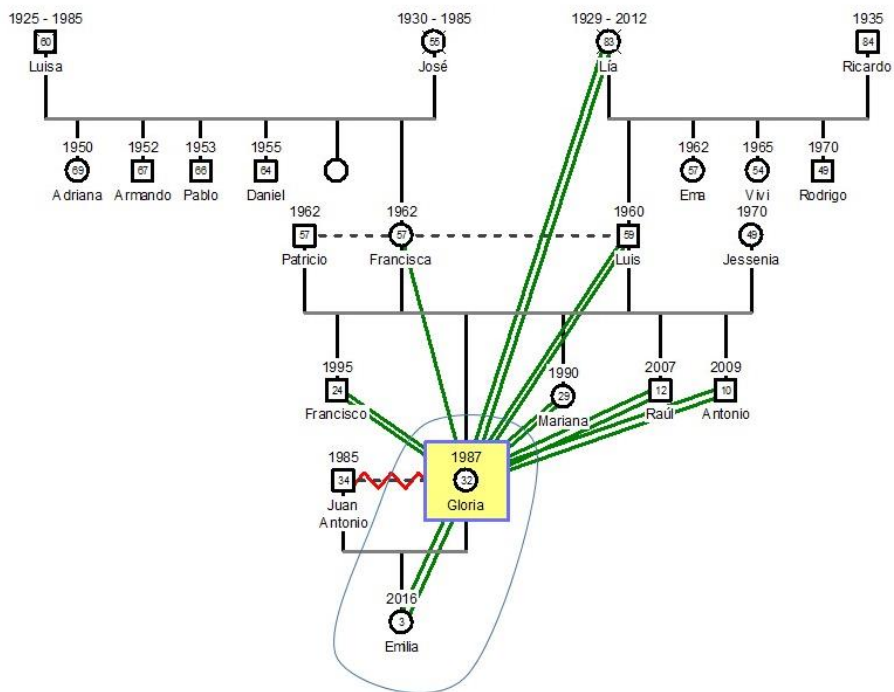 1925 - 1985 1930 - 1985 1929 - 2012 1935
60 55 83 84
Luisa José Lía Ricardo
1950 1952 1953 1955 1962 1965 1970
69 67 66 64 57 54 49
Adriana Armando Pablo Daniel Ema Vivi Rodrigo
1962 1962 1960 1970
57 57 59 49
Patricio Francisca Luis Jessenia
1995 1990 2007 2009
24 29 12 10
Francisco Mariana Raúl Antonio
1985 1987
34 32
Juan Gloria
Antonio
2016
3
Emilia